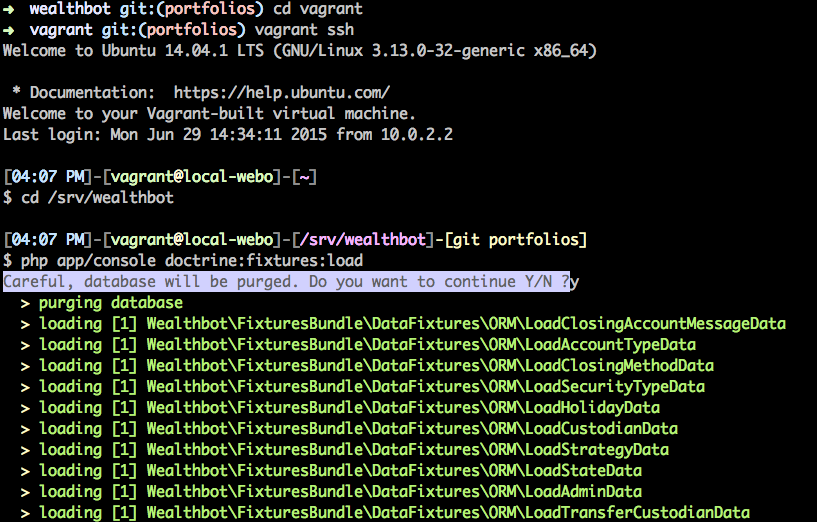 ➜  wealthbot git:(portfolios) cd vagrant
➜  vagrant git:(portfolios) vagrant ssh
Welcome to Ubuntu 14.04.1 LTS (GNU/Linux 3.13.0-32-generic x86_64)
 * Documentation:  https://help.ubuntu.com/
Welcome to your Vagrant-built virtual machine.
Last login: Mon Jun 29 14:34:11 2015 from 10.0.2.2
[04:07 PM]-[vagrant@local-webo]-[~]
$ cd /srv/wealthbot
[04:07 PM]-[vagrant@local-webo]-[/srv/wealthbot]-[git portfolios]
$ php app/console doctrine:fixtures:load
Careful, database will be purged. Do you want to continue Y/N ?y
  > purging database
  > loading [1] Wealthbot\FixturesBundle\DataFixtures\ORM\LoadClosingAccountMessageData
  > loading [1] Wealthbot\FixturesBundle\DataFixtures\ORM\LoadAccountTypeData
  > loading [1] Wealthbot\FixturesBundle\DataFixtures\ORM\LoadClosingMethodData
  > loading [1] Wealthbot\FixturesBundle\DataFixtures\ORM\LoadSecurityTypeData
  > loading [1] Wealthbot\FixturesBundle\DataFixtures\ORM\LoadHolidayData
  > loading [1] Wealthbot\FixturesBundle\DataFixtures\ORM\LoadCustodianData
  > loading [1] Wealthbot\FixturesBundle\DataFixtures\ORM\LoadStrategyData
  > loading [1] Wealthbot\FixturesBundle\DataFixtures\ORM\LoadStateData
  > loading [1] Wealthbot\FixturesBundle\DataFixtures\ORM\LoadAdminData
  > loading [1] Wealthbot\FixturesBundle\DataFixtures\ORM\LoadTransferCustodianData